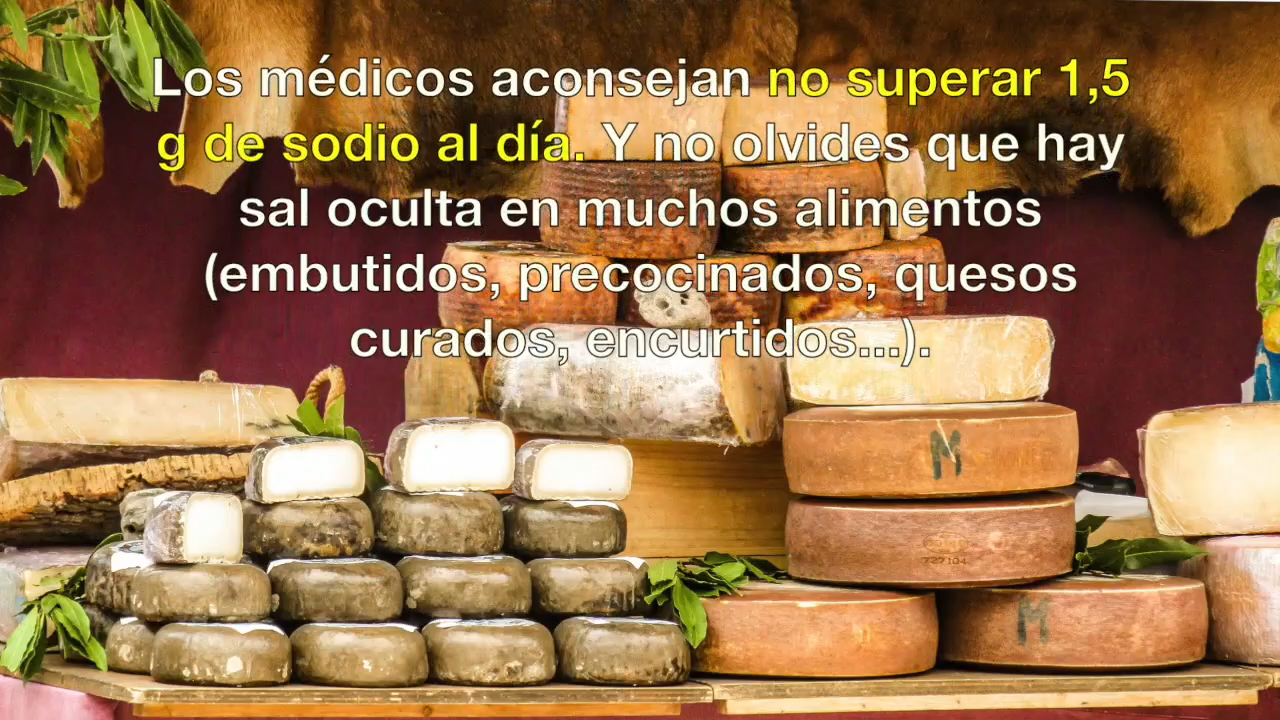 Los médicos aconsejan no superar 1,5
g de sodio al día. Y no olvides que hay
sal oculta en muchos alimentos
(embutidos, precocinados, quesos
curados, encurtidos...).
M
727104
M